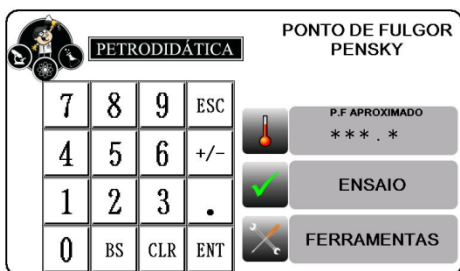 PETRODIDÁTICA
PONTO DE FULGOR
PENSKY
7 8 9 ESC
4 5 6 +/-
1 2 3 .
0 BS CLR ENT
P.F APROXIMADO
***.*
ENSAIO
FERRAMENTAS